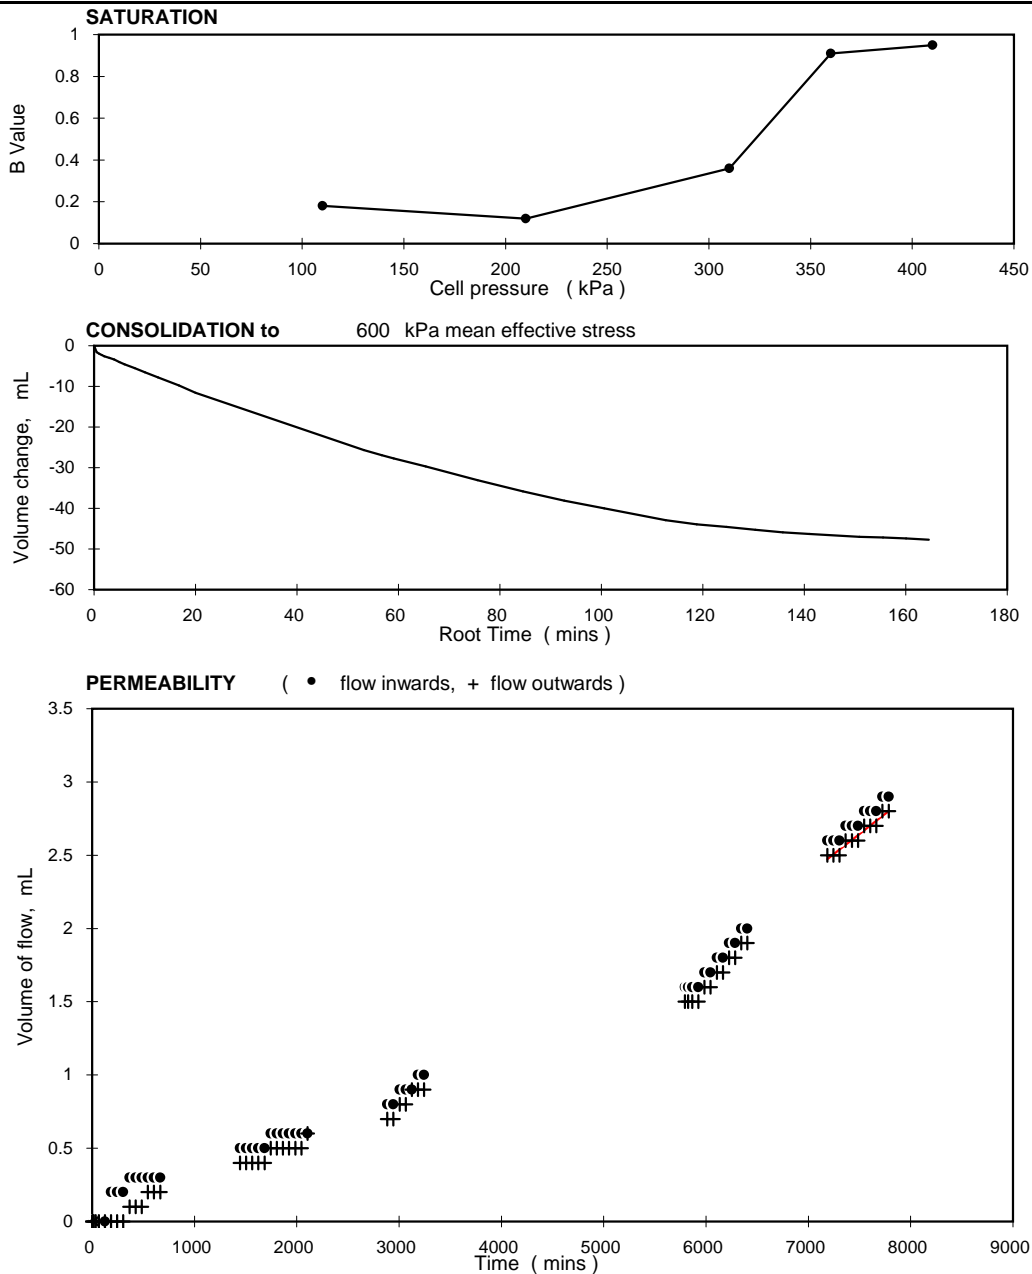 SATURATION
1
0.8
0.6
0.4
0.2
0
B Value
0 50 100 150 200 250 300 350 400 450
Cell pressure ( kPa )
CONSOLIDATION to 600 kPa mean effective stress
0
-10
-20
-30
-40
-50
-60
Volume change, mL
0 20 40 60 80 100 120 140 160 180
Root Time ( mins )
PERMEABILITY ( • flow inwards, + flow outwards )
3.5
3
2.5
2
1.5
1
0.5
0
Volume of flow, mL
0 1000 2000 3000 4000 5000 6000 7000 8000 9000
Time ( mins )